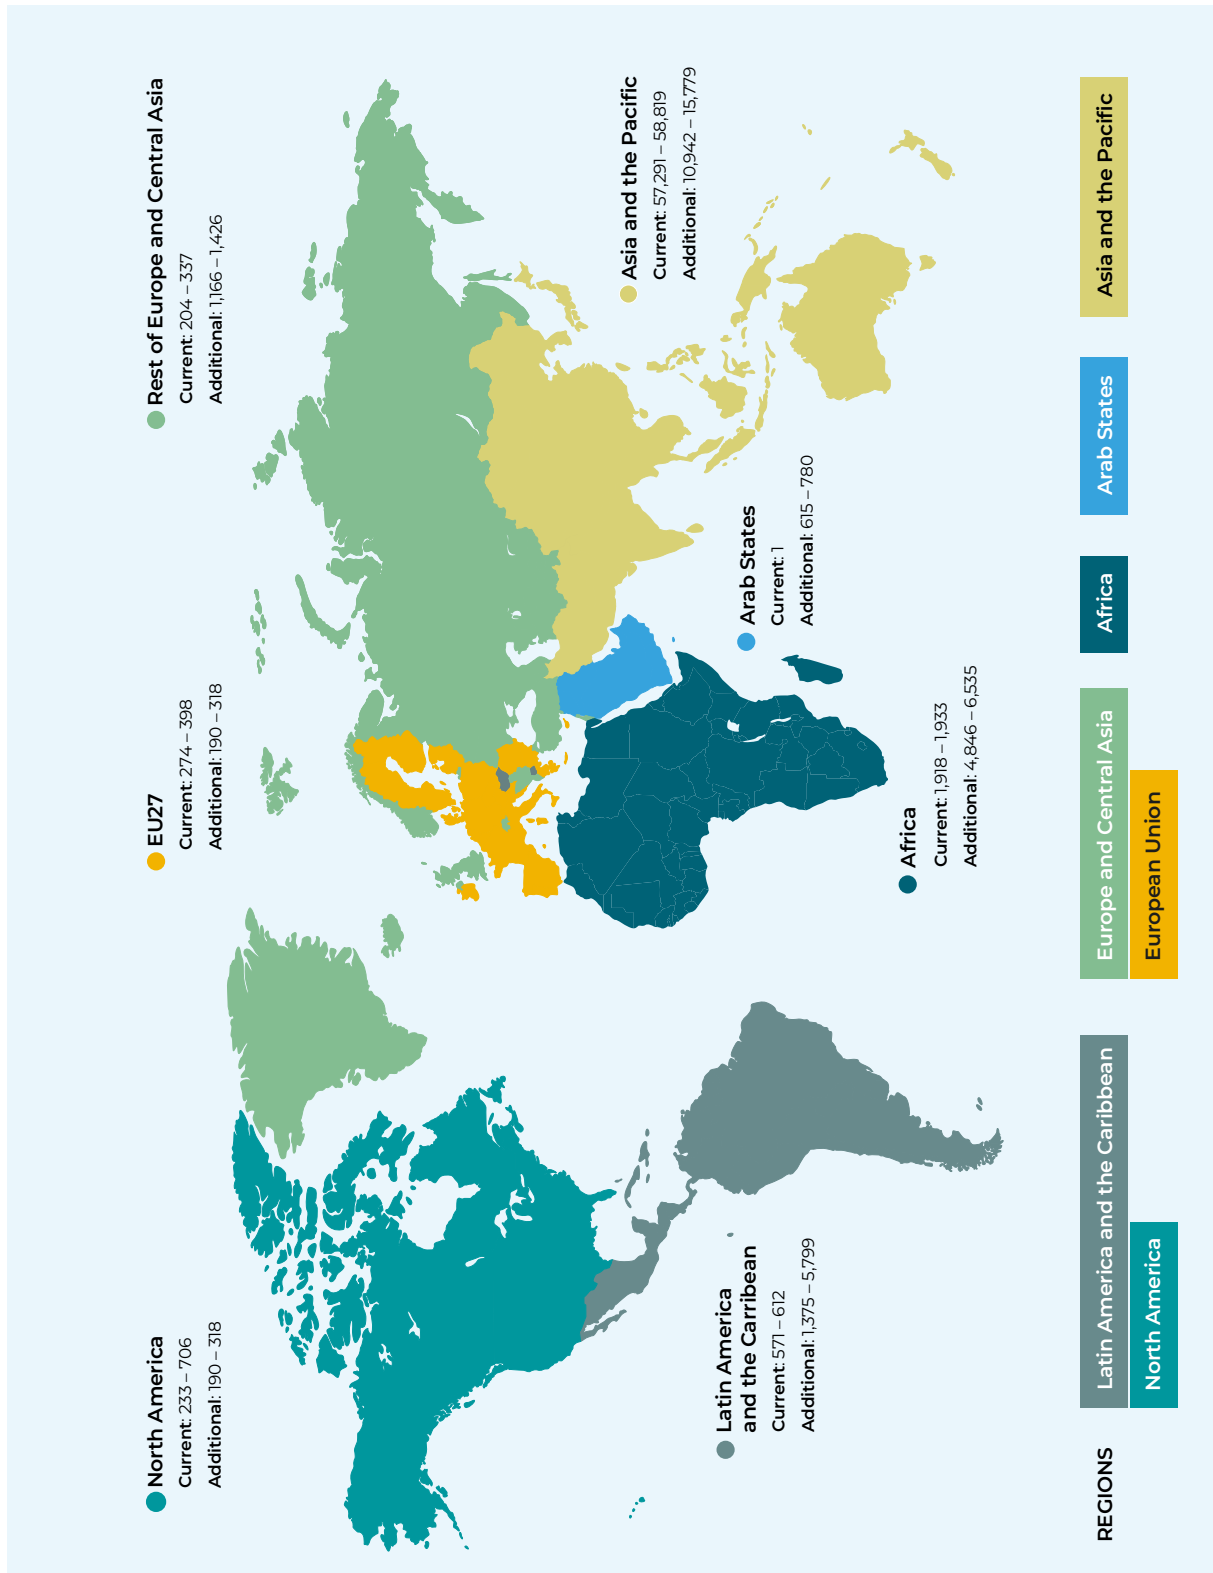 North America
Current: 233 – 706
Additional: 190 – 318
EU27
Current: 274 – 398
Additional: 190 – 318
Rest of Europe and Central Asia
Current: 204 – 337
Additional: 1,166 – 1,426
Asia and the Pacific
Current: 57,291 – 58,819
Additional: 10,942 – 15,779
Latin America
and the Carribean
Current: 571 – 612
Additional: 1,375 – 5,799
Arab States
Current: 1
Additional: 615 – 780
Africa
Current: 1,918 – 1,933
Additional: 4,846 – 6,535
REGIONS
Latin America and the Caribbean
North America
Europe and Central Asia
European Union
Africa
Arab States
Asia and the Pacific